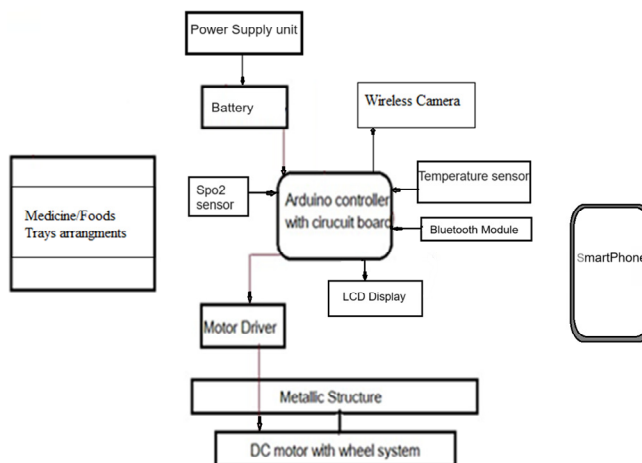 Power Supply unit
Battery
Wireless Camera
Spo2
sensor
Arduino controller
with cirucuit board
Temperature sensor
Medicine/Foods
Trays arrangments
Bluetooth Module
SmartPhone
LCD Display
Motor Driver
Metallic Structure
DC motor with wheel system